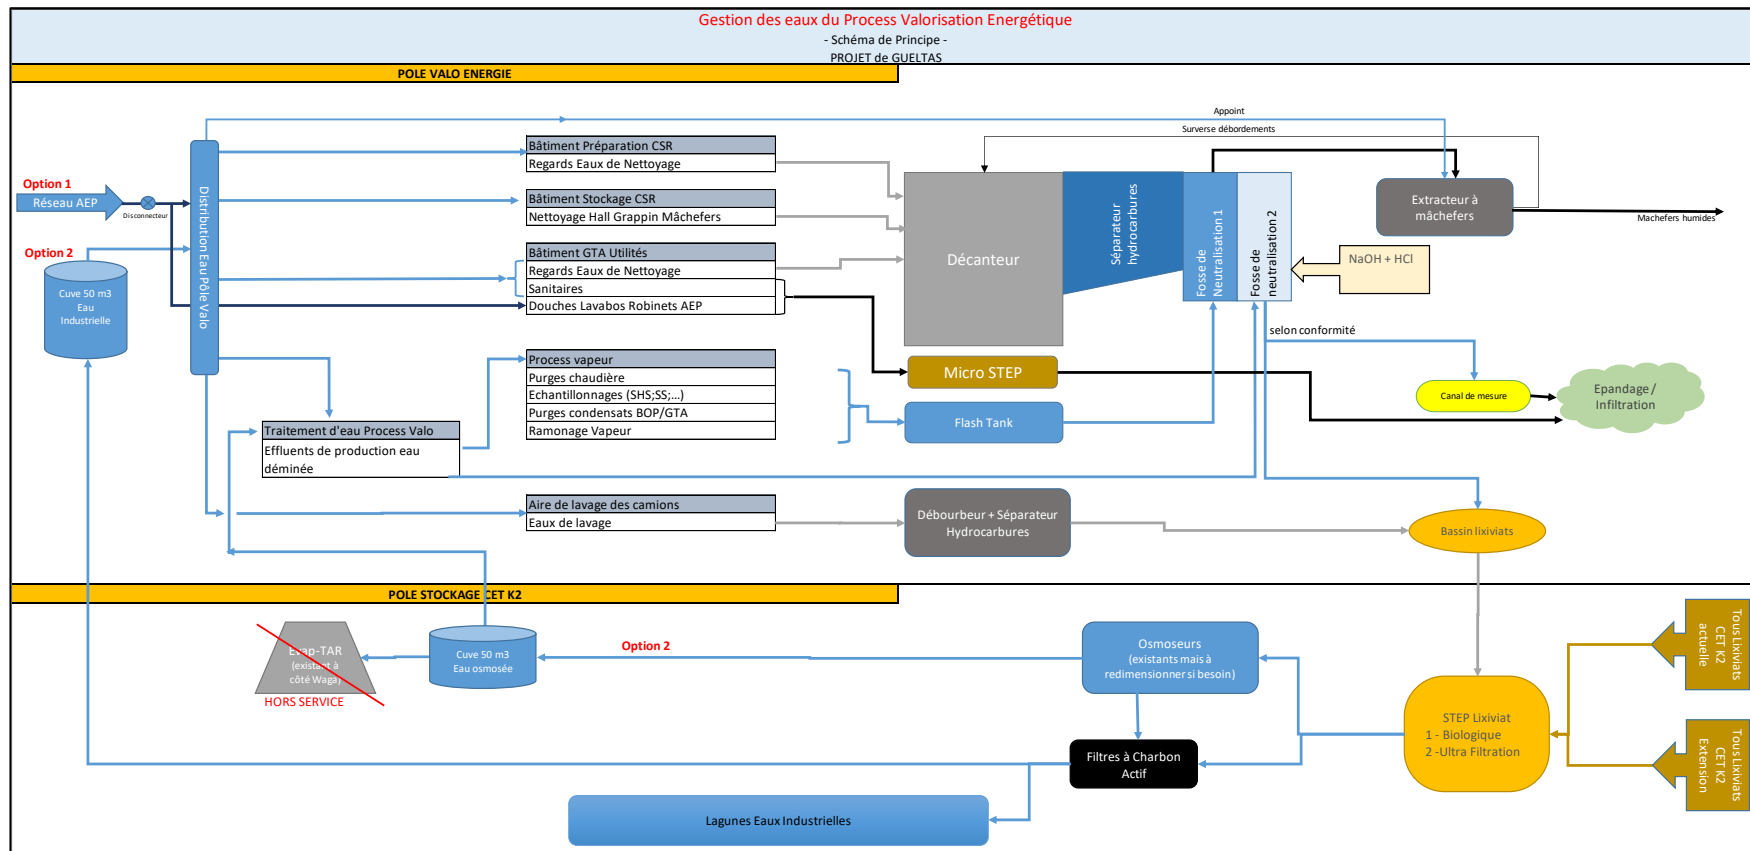 Gestion des eaux du Process Valorisation Energétique
- Schéma de Principe -
PROJET de GUELTAS
POLE VALO ENERGIE
Appoint
Surverse débordements
Option 1
Réseau AEP
Disconnecteur
Option 2
Cuve 50 m3
Eau
Industrielle
Distribution Eau Pôle Valo
Bâtiment Préparation CSR
Regards Eaux de Nettoyage
Bâtiment Stockage CSR
Nettoyage Hall Grappin Mâchefers
Bâtiment GTA Utilités
Regards Eaux de Nettoyage
Sanitaires
Douches Lavabos Robinets AEP
Décanteur
Séparateur
hydrocarbures
Fosse de
Neutralisation 1
Fosse de
neutralisation 2
Extracteur à
mâchefers
Machefers humides
NaOH + HCl
selon conformité
Process vapeur
Purges chaudière
Echantillonnages (SHS;SS;...)
Purges condensats BOP/GTA
Ramonage Vapeur
Micro STEP
Flash Tank
Canal de mesure
Epandage /
Infiltration
Traitement d'eau Process Valo
Effluents de production eau
déminée
Aire de lavage des camions
Eaux de lavage
Débourbeur + Séparateur
Hydrocarbures
Bassin lixiviats
POLE STOCKAGE CET K2
Evap-TAR
(existant à
côté Waga)
HORS SERVICE
Cuve 50 m3
Eau osmosée
Option 2
Osmoseurs
(existants mais à
redimensionner si besoin)
Filtres à Charbon
Actif
Lagunes Eaux Industrielles
STEP Lixiviat
1 - Biologique
2 -Ultra Filtration
Tous Lixiviats
CET K2
actuelle
Tous Lixiviats
CET K2
Extension